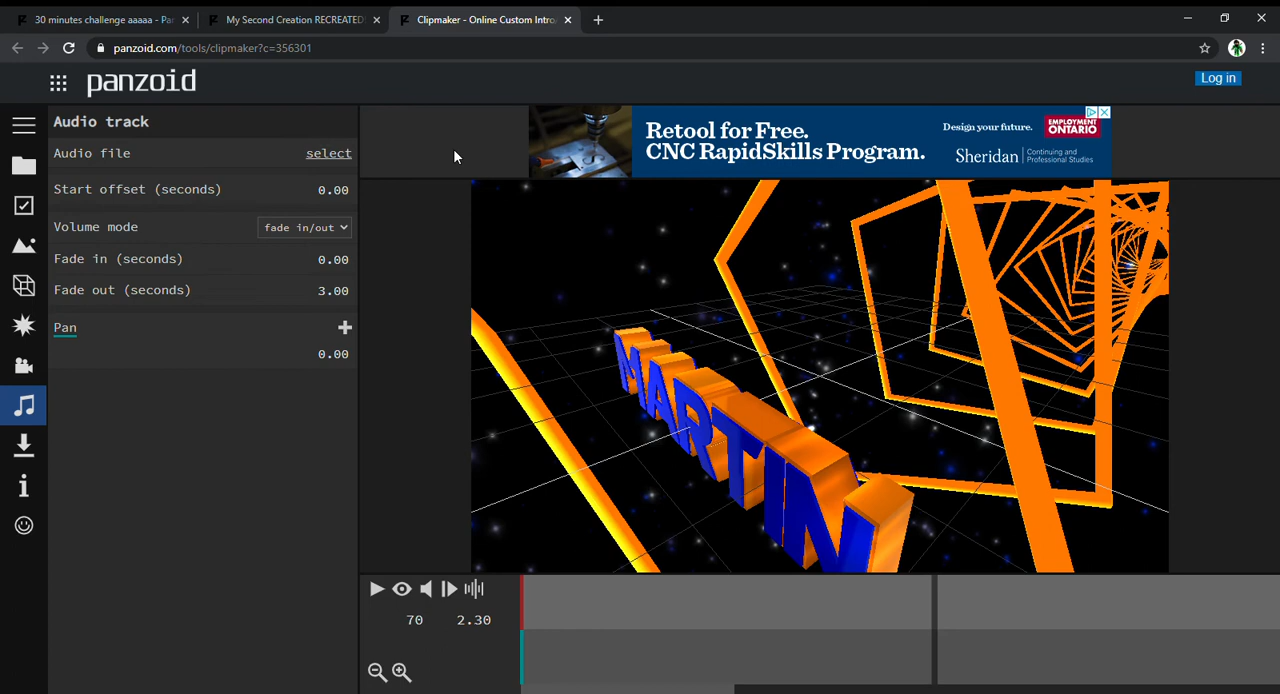 30 minutes challenge aaaaa - Pa
My Second Creation RECREATED!
Clipmaker - Online Custom Intro
panzoid.com/tools/clipmaker?c=356301
panzoid
Log in
Audio track
Audio file
select
Start offset (seconds)
0.00
Volume mode
fade in/out
Fade in (seconds)
0.00
Fade out (seconds)
3.00
Pan
0.00
Retool for Free.
CNC RapidSkills Program.
Design your future.
EMPLOYMENT
ONTARIO
Sheridan
Continuing and
Professional Studies
MARTIN
70
2.30